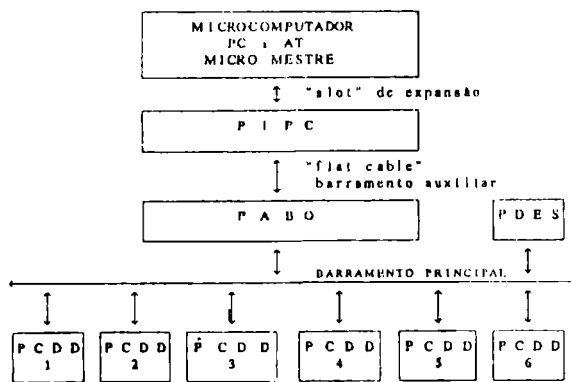 MICROCOMPUTADOR
PC i AT
MICRO MESTRE
"slot" de expansão
P I P C
"flat cable"
barramento auxiliar
P A B O
P D E S
BARRAMENTO PRINCIPAL
P C D D
1
P C D D
2
P C D D
3
P C D D
4
P C D D
5
P C D D
6